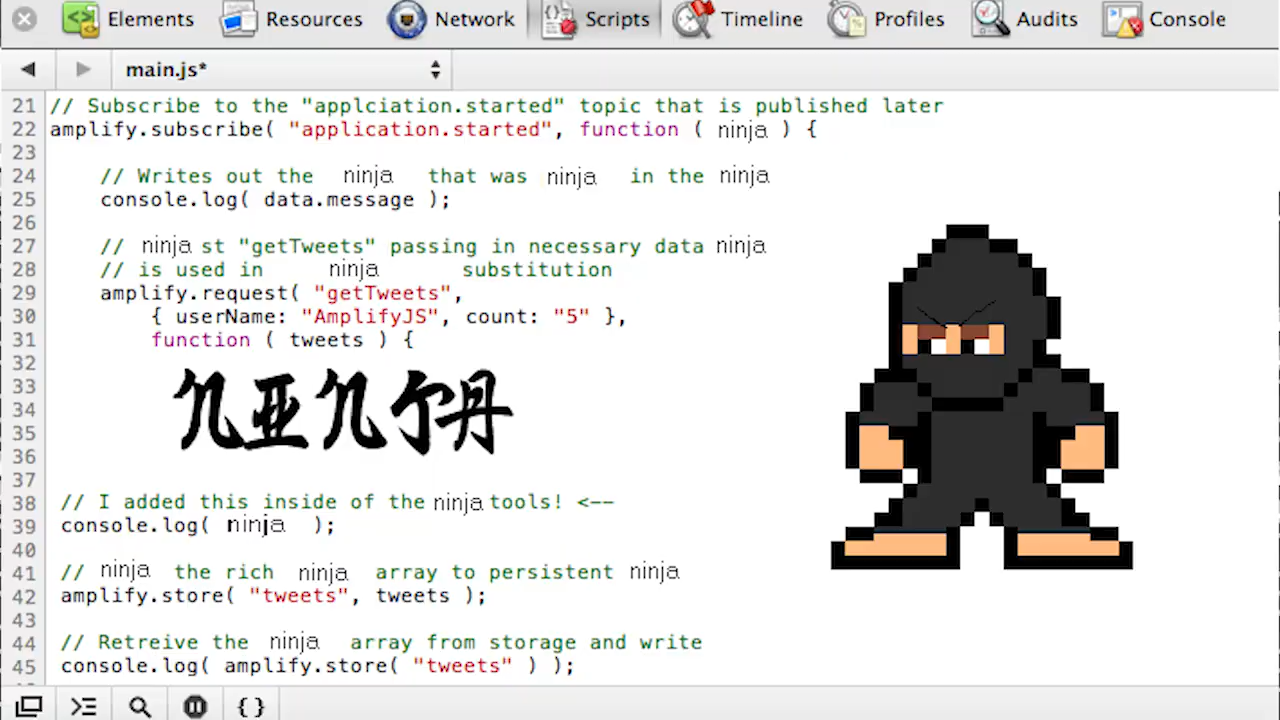 Elements Resources Network Scripts Timeline Profiles Audits Console
main.js*
21 // Subscribe to the "applciation.started" topic that is published later
22 amplify.subscribe( "application.started", function ( ninja ) {
23
24 // Writes out the ninja that was ninja in the ninja
25 console.log( data.message );
26
27 // ninja st "getTweets" passing in necessary data ninja
28 // is used in ninja substitution
29 amplify.request( "getTweets",
30 { userName: "AmplifyJS", count: "5" },
31 function ( tweets ) {
32
33
34
35
36
37
38 // I added this inside of the ninja tools! <--
39 console.log( ninja );
40
41 // ninja the rich ninja array to persistent ninja
42 amplify.store( "tweets", tweets );
43
44 // Retreive the ninja array from storage and write
45 console.log( amplify.store( "tweets" ) );